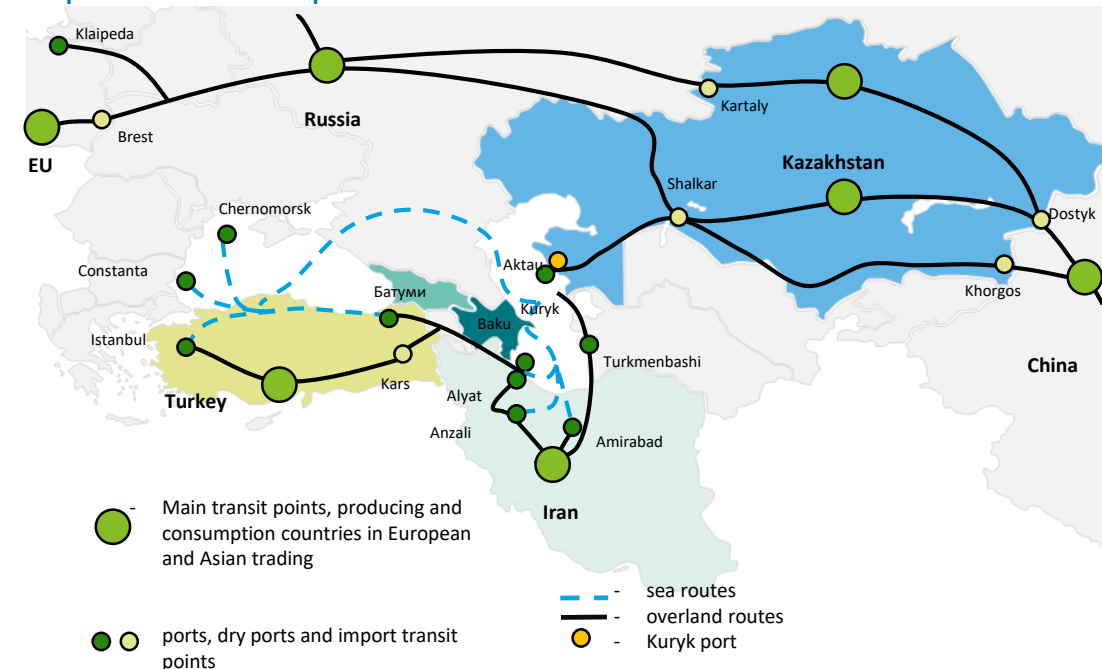 Klaipeda
Brest
EU
Russia
Kartaly
Kazakhstan
Shalkar
Dostyk
Chernomorsk
Constanta
Aktau
Khorgos
Батуми
Kuryk
Baku
Istanbul
Turkmenbashi
China
Kars
Turkey
Alyat
Anzali
Amirabad
Iran
- Main transit points, producing and
consumption countries in European
and Asian trading
- sea routes
- overland routes
- Kuryk port
ports, dry ports and import transit
points